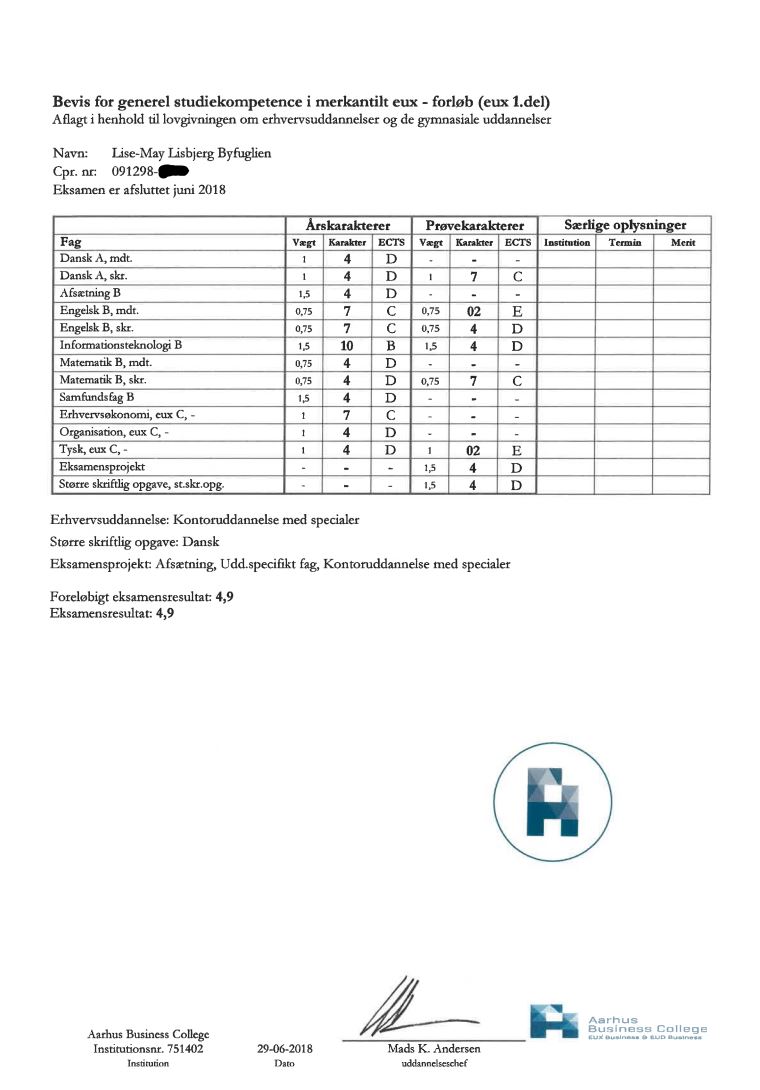 Bevis for generel studiekompetence i merkantilt eux - forløb (eux 1.del)
Aflagt i henhold til lovgivningen om erhvervsuddannelser og de gymnasiale uddannelser
Navn: Lise-May Lisbjerg Byfuglien
Cpr. nr: 091298-
Eksamen er afsluttet juni 2018
Årskarakterer Prøvekarakterer Særlige oplysninger
Fag Vægt Karakter ECTS Vægt Karakter ECTS Institution Termin Merit
Dansk A, mdt. 1 4 D - - -
Dansk A, skr. 1 4 D 1 7 C
Afsætning B 1,5 4 D - - -
Engelsk B, mdt. 0,75 7 C 0,75 02 E
Engelsk B, skr. 0,75 7 C 0,75 4 D
Informationsteknologi B 1,5 10 B 1,5 4 D
Matematik B, mdt. 0,75 4 D - - -
Matematik B, skr. 0,75 4 D 0,75 7 C
Samfundsfag B 1,5 4 D - - -
Erhvervsøkonomi, eux C, - 1 7 C - - -
Organisation, eux C, - 1 4 D - - -
Tysk, eux C, - 1 4 D 1 02 E
Eksamensprojekt - - - 1,5 4 D
Større skriftlig opgave, st.skr.opg. - - - 1,5 4 D
Erhvervsuddannelse: Kontoruddannelse med specialer
Større skriftlig opgave: Dansk
Eksamensprojekt: Afsætning, Udd.specifikt fag, Kontoruddannelse med specialer
Foreløbigt eksamensresultat: 4,9
Eksamensresultat: 4,9
Aarhus Business College
Institutionsnr. 751402
Institution
29-06-2018
Dato
Mads K. Andersen
uddannelseschef
Aarhus
Business College
EUX Business & EUD Business